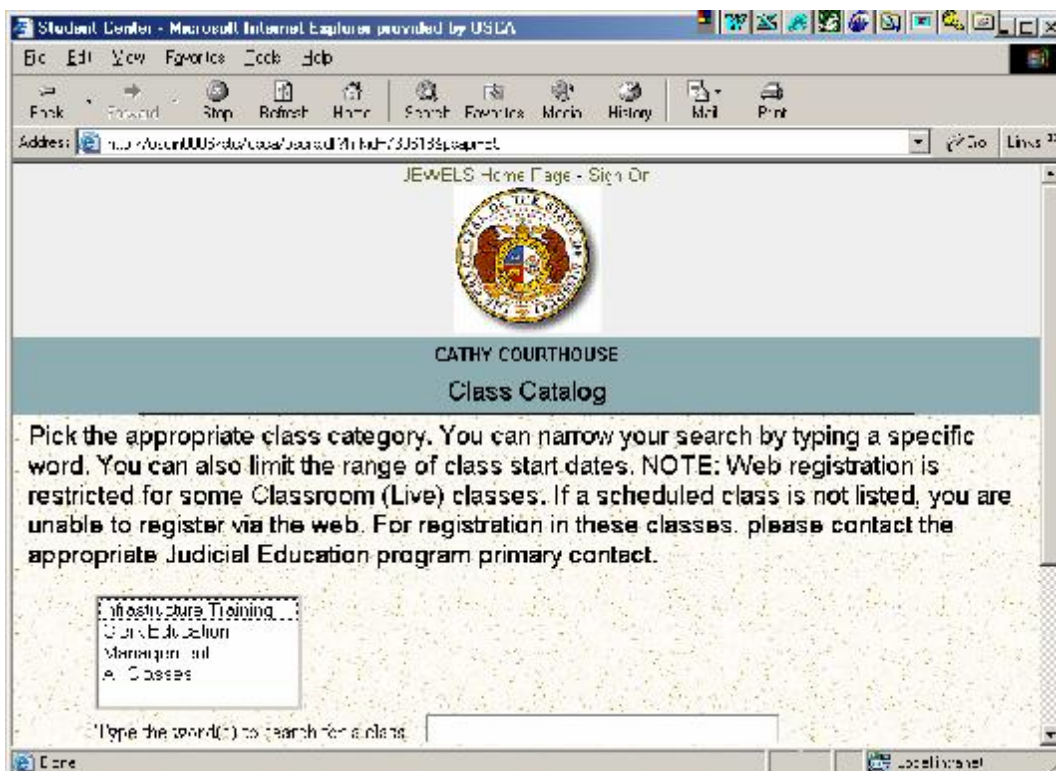 Student Center - Microsoft Internet Explorer provided by OSCA
File Edit View Favorites Tools Help
Back Forward Stop Refresh Home Search Favorites Media History Mail Print
Address Go Links
JEWELS Home Page - Sign On
CATHY COURTHOUSE
Class Catalog
Pick the appropriate class category. You can narrow your search by typing a specific
word. You can also limit the range of class start dates. NOTE: Web registration is
restricted for some Classroom (Live) classes. If a scheduled class is not listed, you are
unable to register via the web. For registration in these classes. please contact the
appropriate Judicial Education program primary contact.
Infrastructure Training
Clerk Education
Management
All Classes
Type the word(s) to search for a class
Done Local intranet